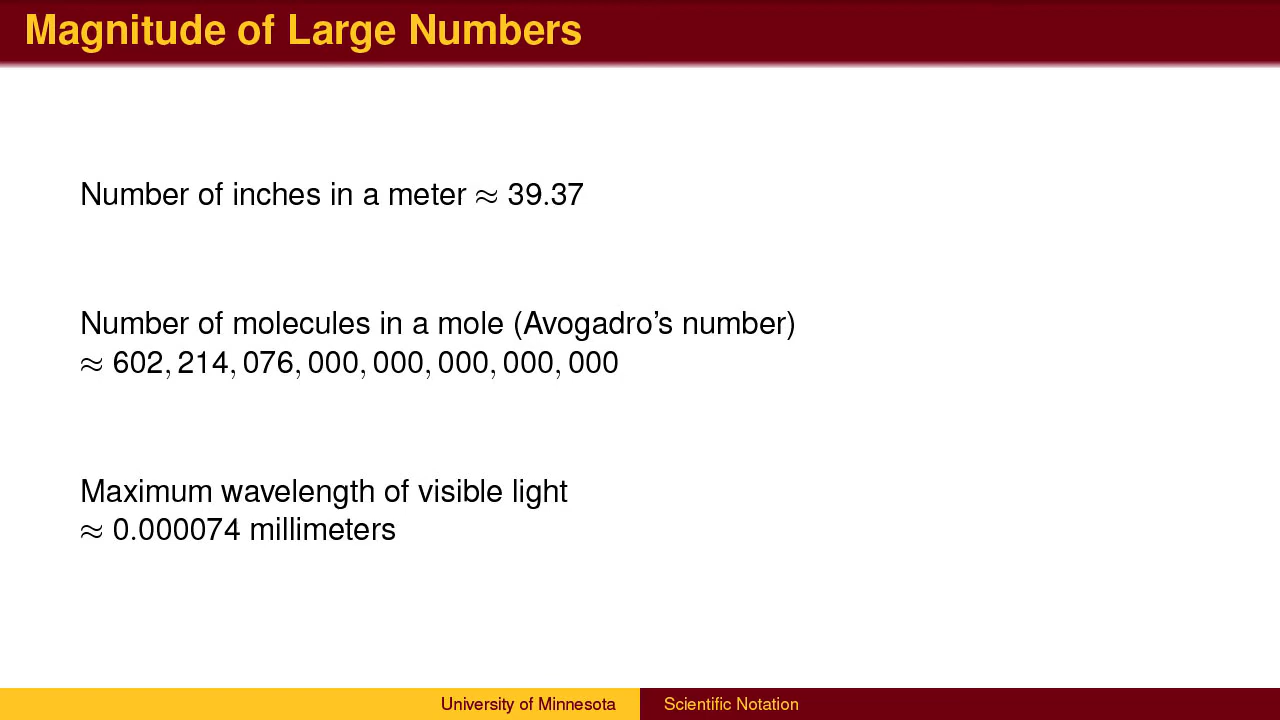 Magnitude of Large Numbers
Number of inches in a meter ≈ 39.37
Number of molecules in a mole (Avogadro's number)
≈ 602, 214, 076, 000, 000, 000, 000, 000
Maximum wavelength of visible light
≈ 0.000074 millimeters
University of Minnesota
Scientific Notation